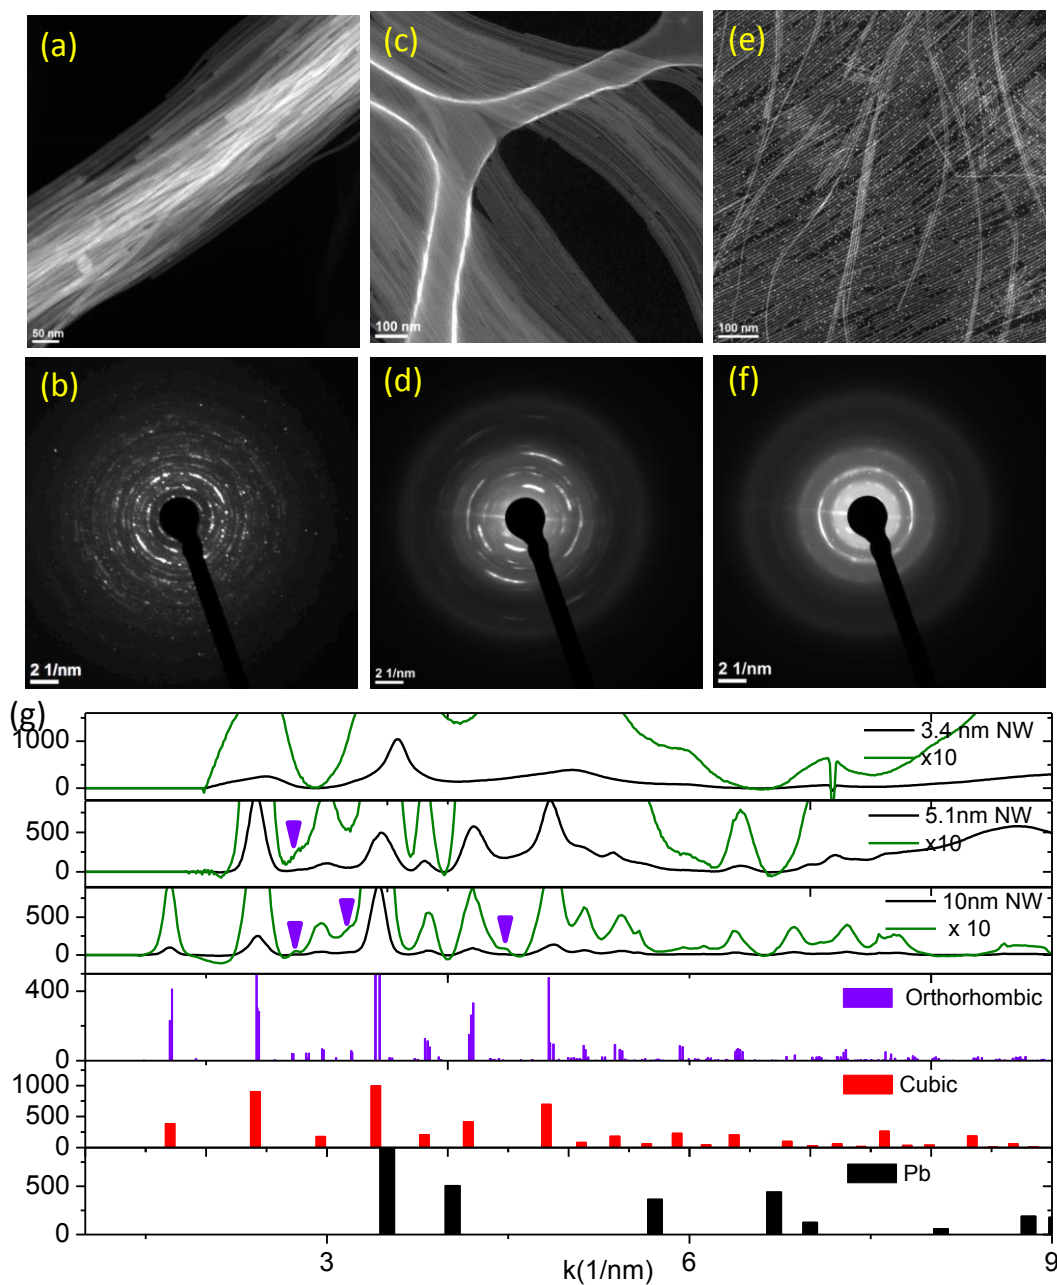 (a)
(c)
(e)
50 nm
100 nm
100 nm
(b)
(d)
(f)
2 1/nm
2 1/nm
2 1/nm
(g)
1000
0
3.4 nm NW
x10
500
0
5.1nm NW
x10
500
0
10nm NW
x 10
400
0
Orthorhombic
1000
500
0
Cubic
500
0
Pb
3
6
9
k(1/nm)